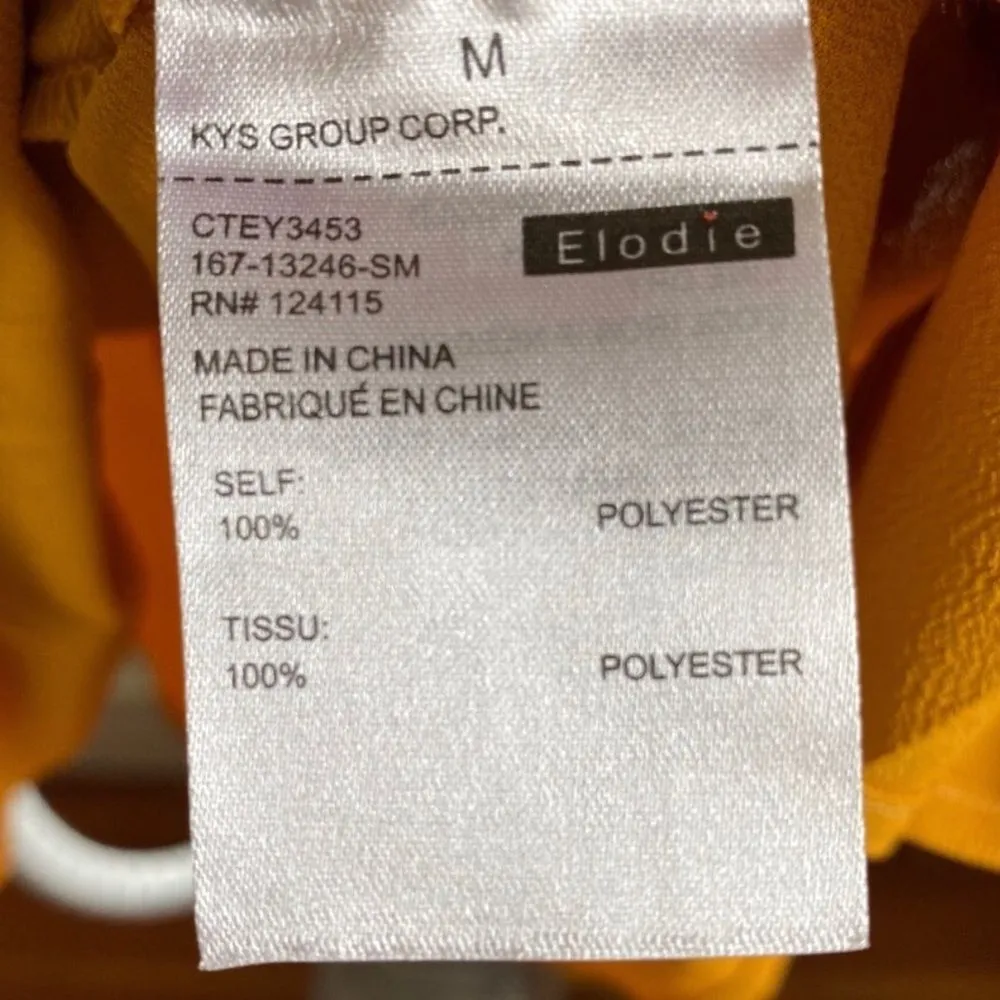 M
KYS GROUP CORP.
CTEY3453
Elodie
167-13246-SM
RN# 124115
MADE IN CHINA
FABRIQUÉ EN CHINE
SELF:
100% POLYESTER
TISSU:
100% POLYESTER